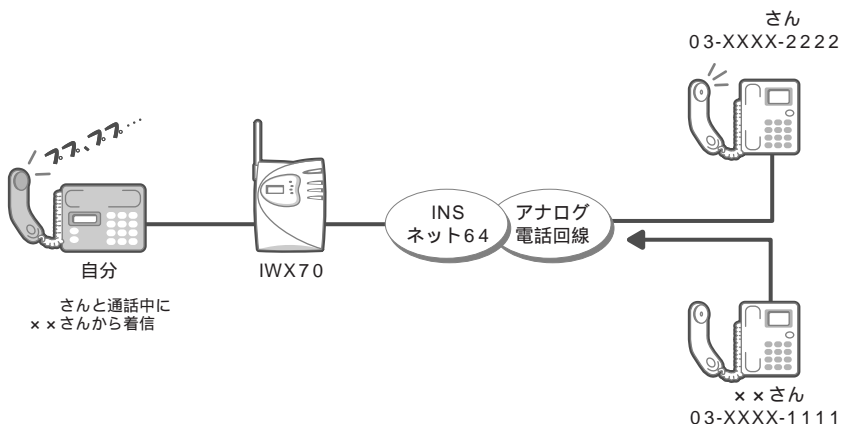 さん
03-XXXX-2222
ププ、ププ…
INS
ネット64
アナログ
電話回線
自分
IWX70
さんと通話中に
××さんから着信
××さん
03-XXXX-1111